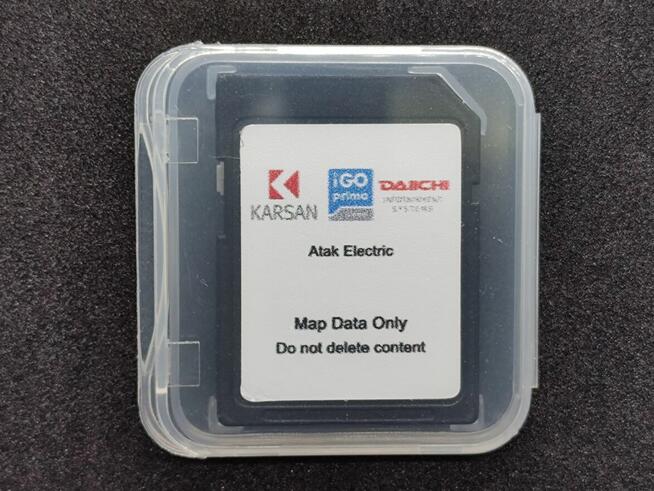 KARSAN
iGO
primo
DAIICHI
INFOTAINMENT
SYSTEMS
Atak Electric
Map Data Only
Do not delete content